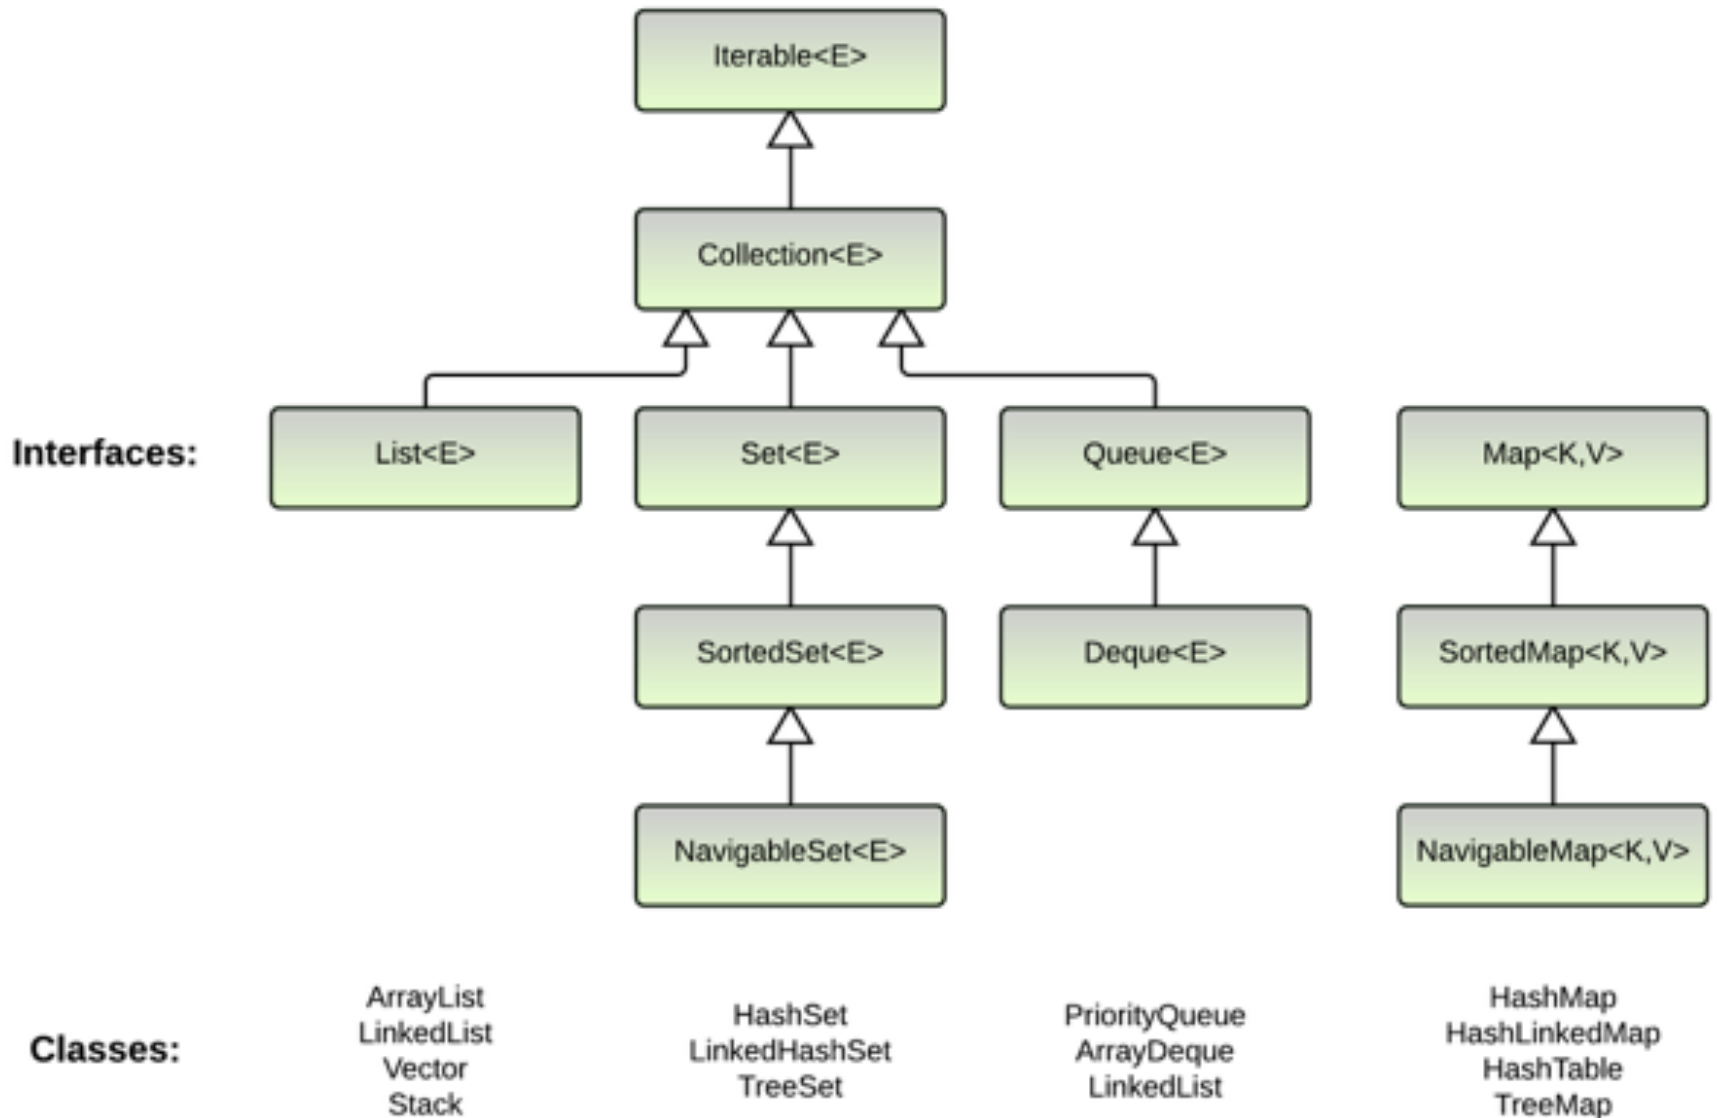 Iterable<E>
Collection<E>
Interfaces:
List<E>
Set<E>
Queue<E>
Map<K,V>
SortedSet<E>
Deque<E>
SortedMap<K,V>
NavigableSet<E>
NavigableMap<K,V>
Classes:
ArrayList
LinkedList
Vector
Stack
HashSet
LinkedHashSet
TreeSet
PriorityQueue
ArrayDeque
LinkedList
HashMap
HashLinkedMap
HashTable
TreeMap